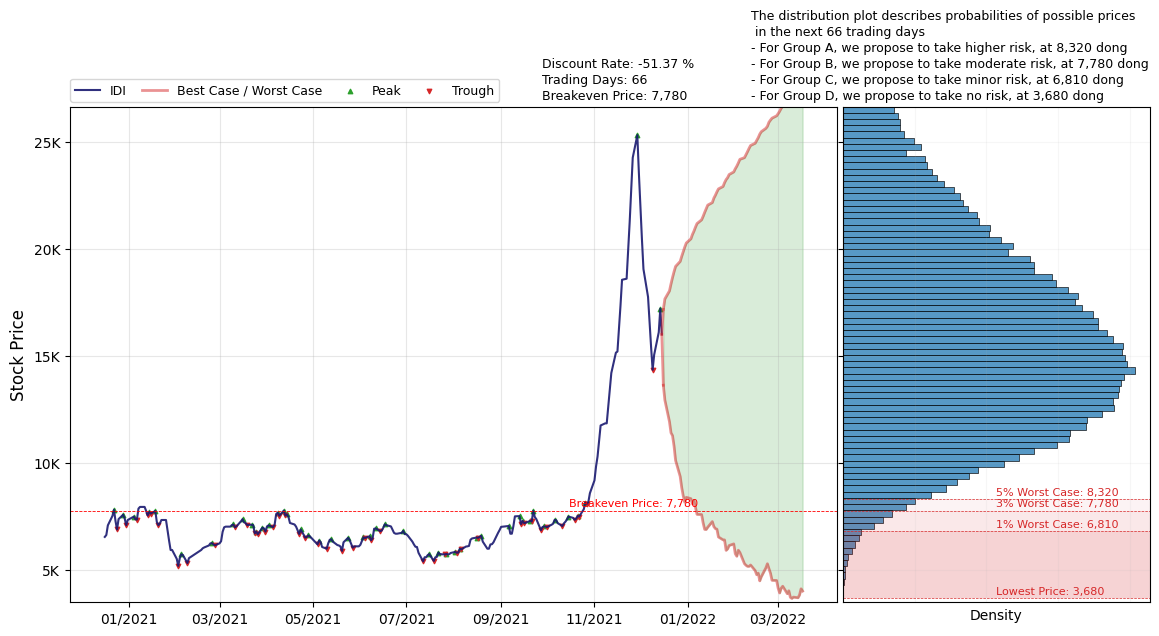 The distribution plot describes probabilities of possible prices
in the next 66 trading days
- For Group A, we propose to take higher risk, at 8,320 dong
- For Group B, we propose to take moderate risk, at 7,780 dong
- For Group C, we propose to take minor risk, at 6,810 dong
- For Group D, we propose to take no risk, at 3,680 dong
Discount Rate: -51.37 %
Trading Days: 66
Breakeven Price: 7,780
IDI
Best Case / Worst Case
Peak
Trough
Stock Price
25K
20K
15K
10K
5K
Breakeven Price: 7,780
5% Worst Case: 8,320
3% Worst Case: 7,780
1% Worst Case: 6,810
Lowest Price: 3,680
01/2021
03/2021
05/2021
07/2021
09/2021
11/2021
01/2022
03/2022
Density